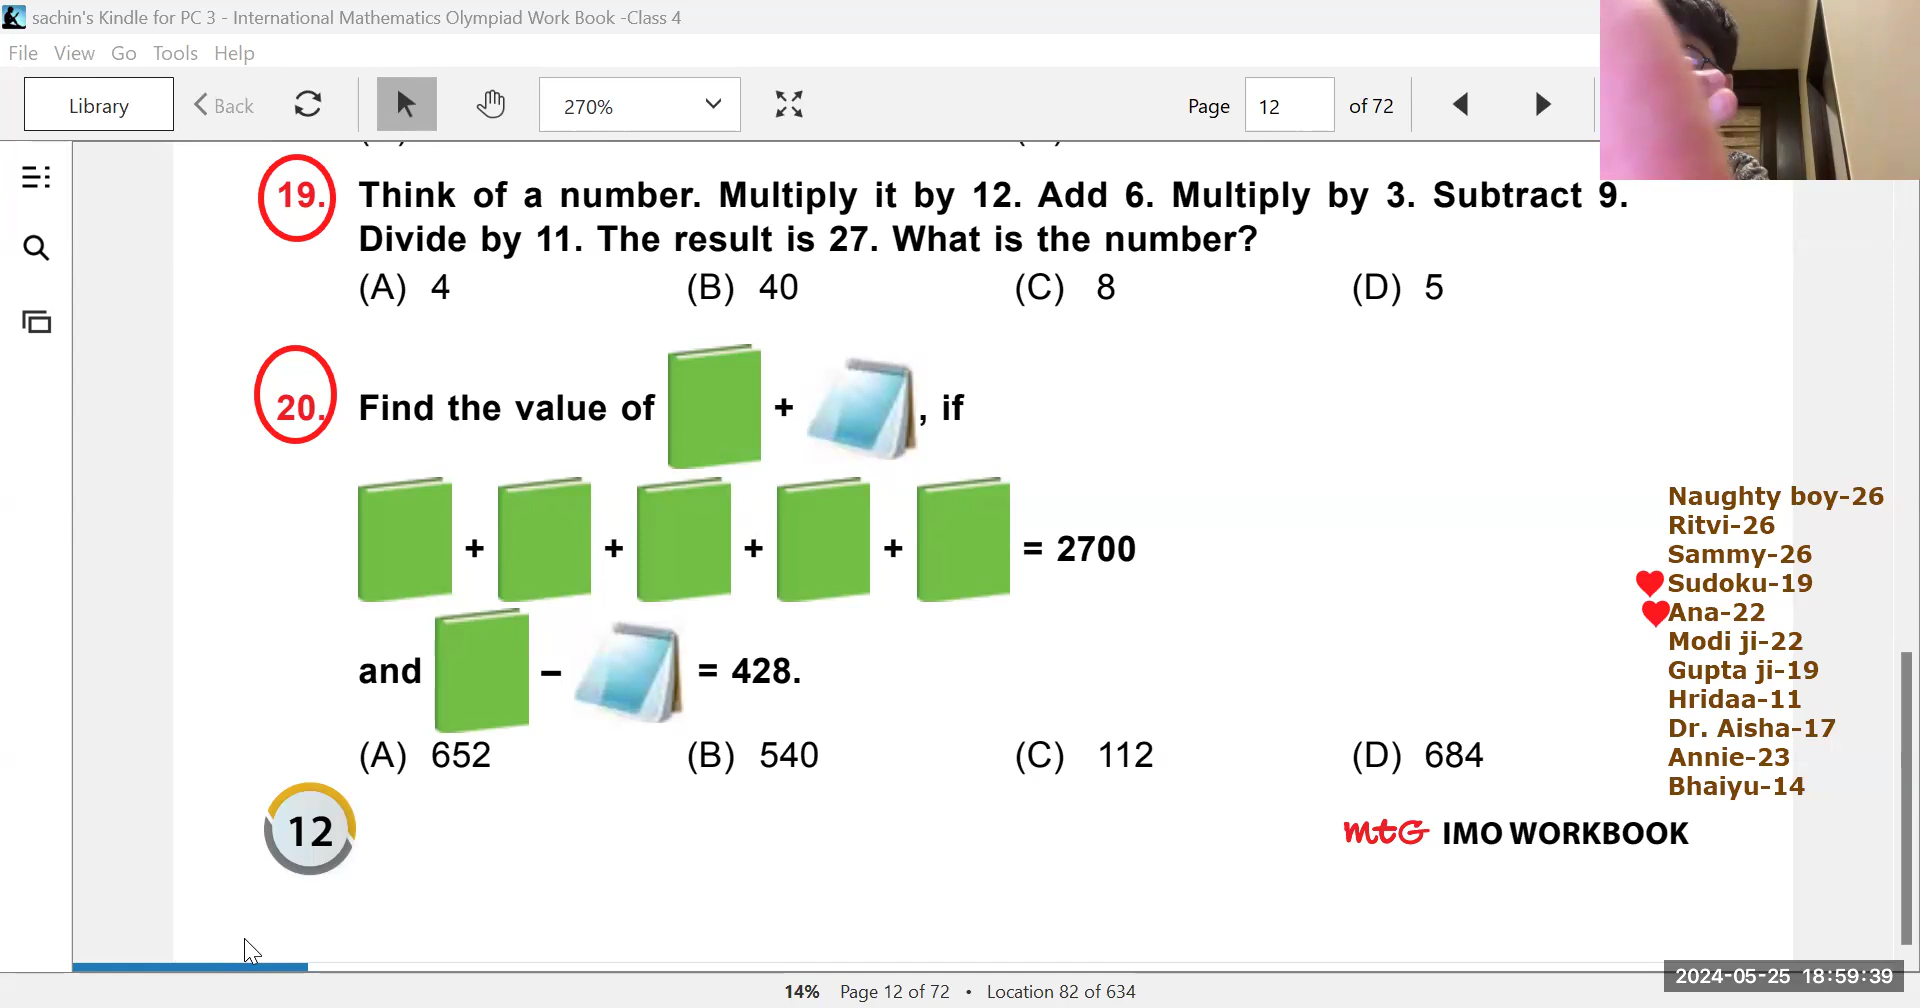 sachin's Kindle for PC 3 - International Mathematics Olympiad Work Book -Class 4
File View Go Tools Help
Library Back 270% Page 12 of 72
19. Think of a number. Multiply it by 12. Add 6. Multiply by 3. Subtract 9.
Divide by 11. The result is 27. What is the number?
(A) 4 (B) 40 (C) 8 (D) 5
20. Find the value of + , if
+ + + + = 2700
and – = 428.
(A) 652 (B) 540 (C) 112 (D) 684
Naughty boy-26
Ritvi-26
Sammy-26
Sudoku-19
Ana-22
Modi ji-22
Gupta ji-19
Hridaa-11
Dr. Aisha-17
Annie-23
Bhaiyu-14
12
mtG IMO WORKBOOK
2024-05-25 18:59:39
14% Page 12 of 72 • Location 82 of 634